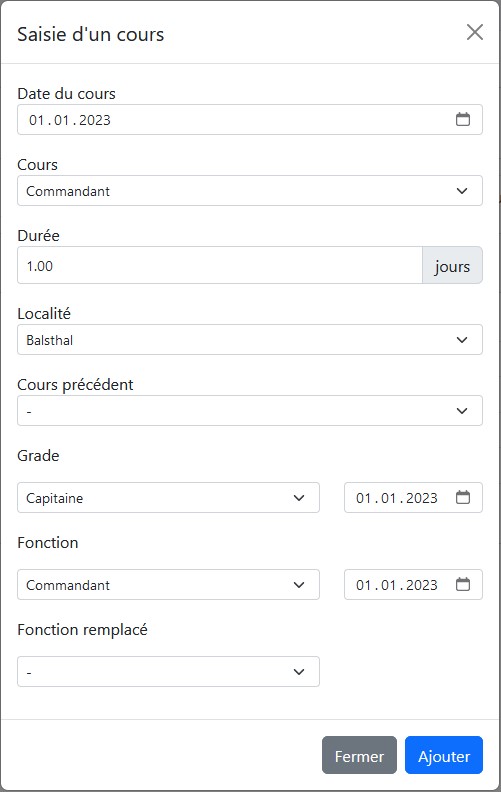 Saisie d'un cours
Date du cours
01.01.2023
Cours
Commandant
Durée
1.00 jours
Localité
Balsthal
Cours précédent
-
Grade
Capitaine 01.01.2023
Fonction
Commandant 01.01.2023
Fonction remplacé
-
Fermer Ajouter